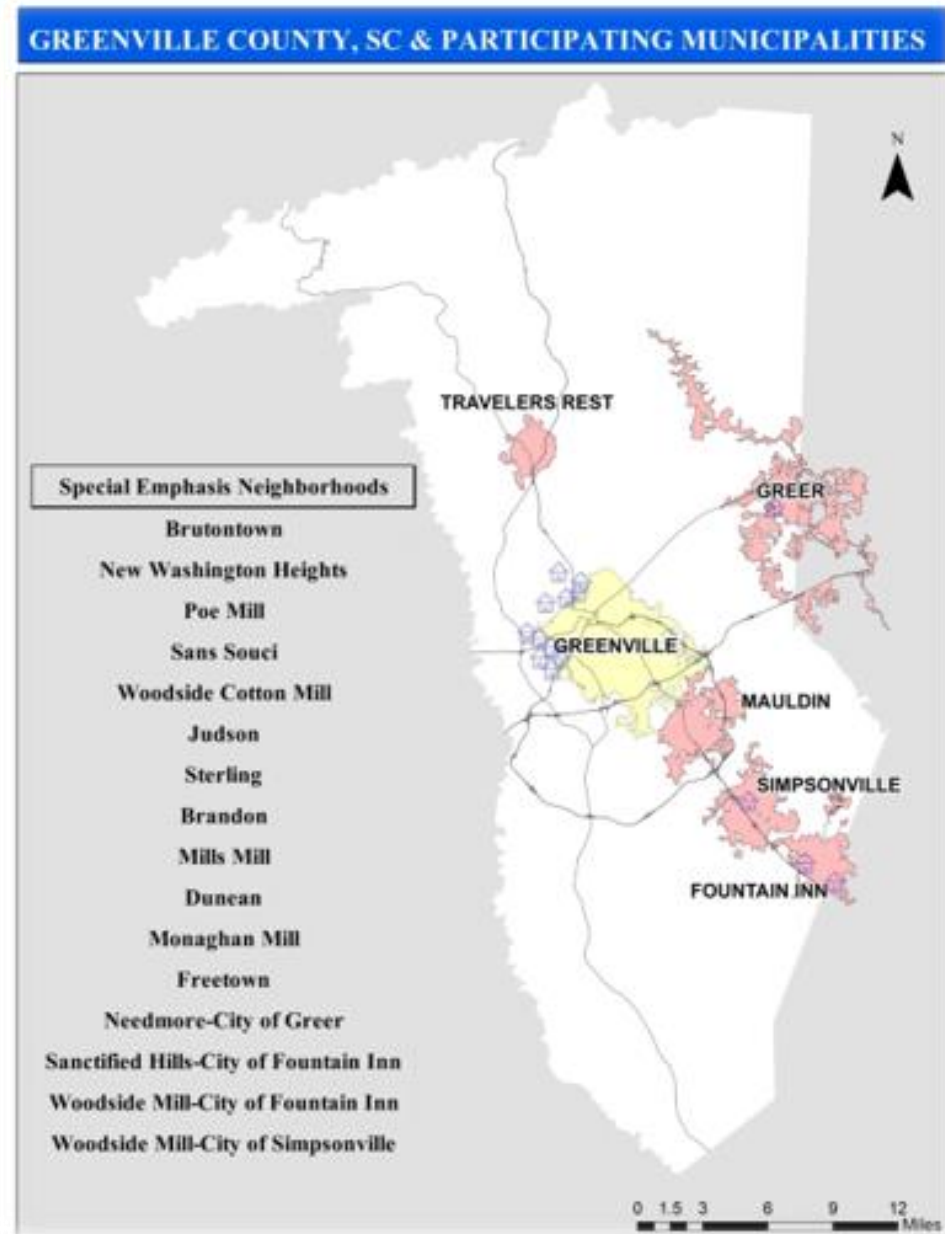 GREENVILLE COUNTY, SC & PARTICIPATING MUNICIPALITIES
N
TRAVELERS REST
GREER
GREENVILLE
MAULDIN
SIMPSONVILLE
FOUNTAIN INN
Special Emphasis Neighborhoods
Brutontown
New Washington Heights
Poe Mill
Sans Souci
Woodside Cotton Mill
Judson
Sterling
Brandon
Mills Mill
Dunean
Monaghan Mill
Freetown
Needmore-City of Greer
Sanctified Hills-City of Fountain Inn
Woodside Mill-City of Fountain Inn
Woodside Mill-City of Simpsonville
0 1.5 3 6 9 12
Miles